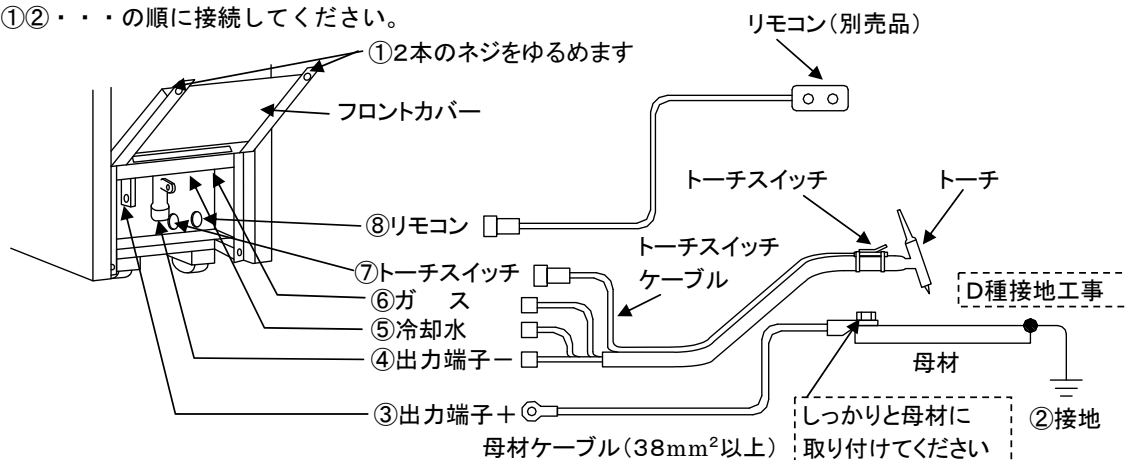 ①②・・・の順に接続してください。
リモコン（別売品）
①２本のネジをゆるめます
フロントカバー
トーチスイッチ
トーチ
⑧リモコン
トーチスイッチ
ケーブル
⑦トーチスイッチ
D種接地工事
⑥ガ　ス
⑤冷却水
④出力端子－
母材
③出力端子＋
しっかりと母材に
取り付けてください
②接地
母材ケーブル（38mm²以上）